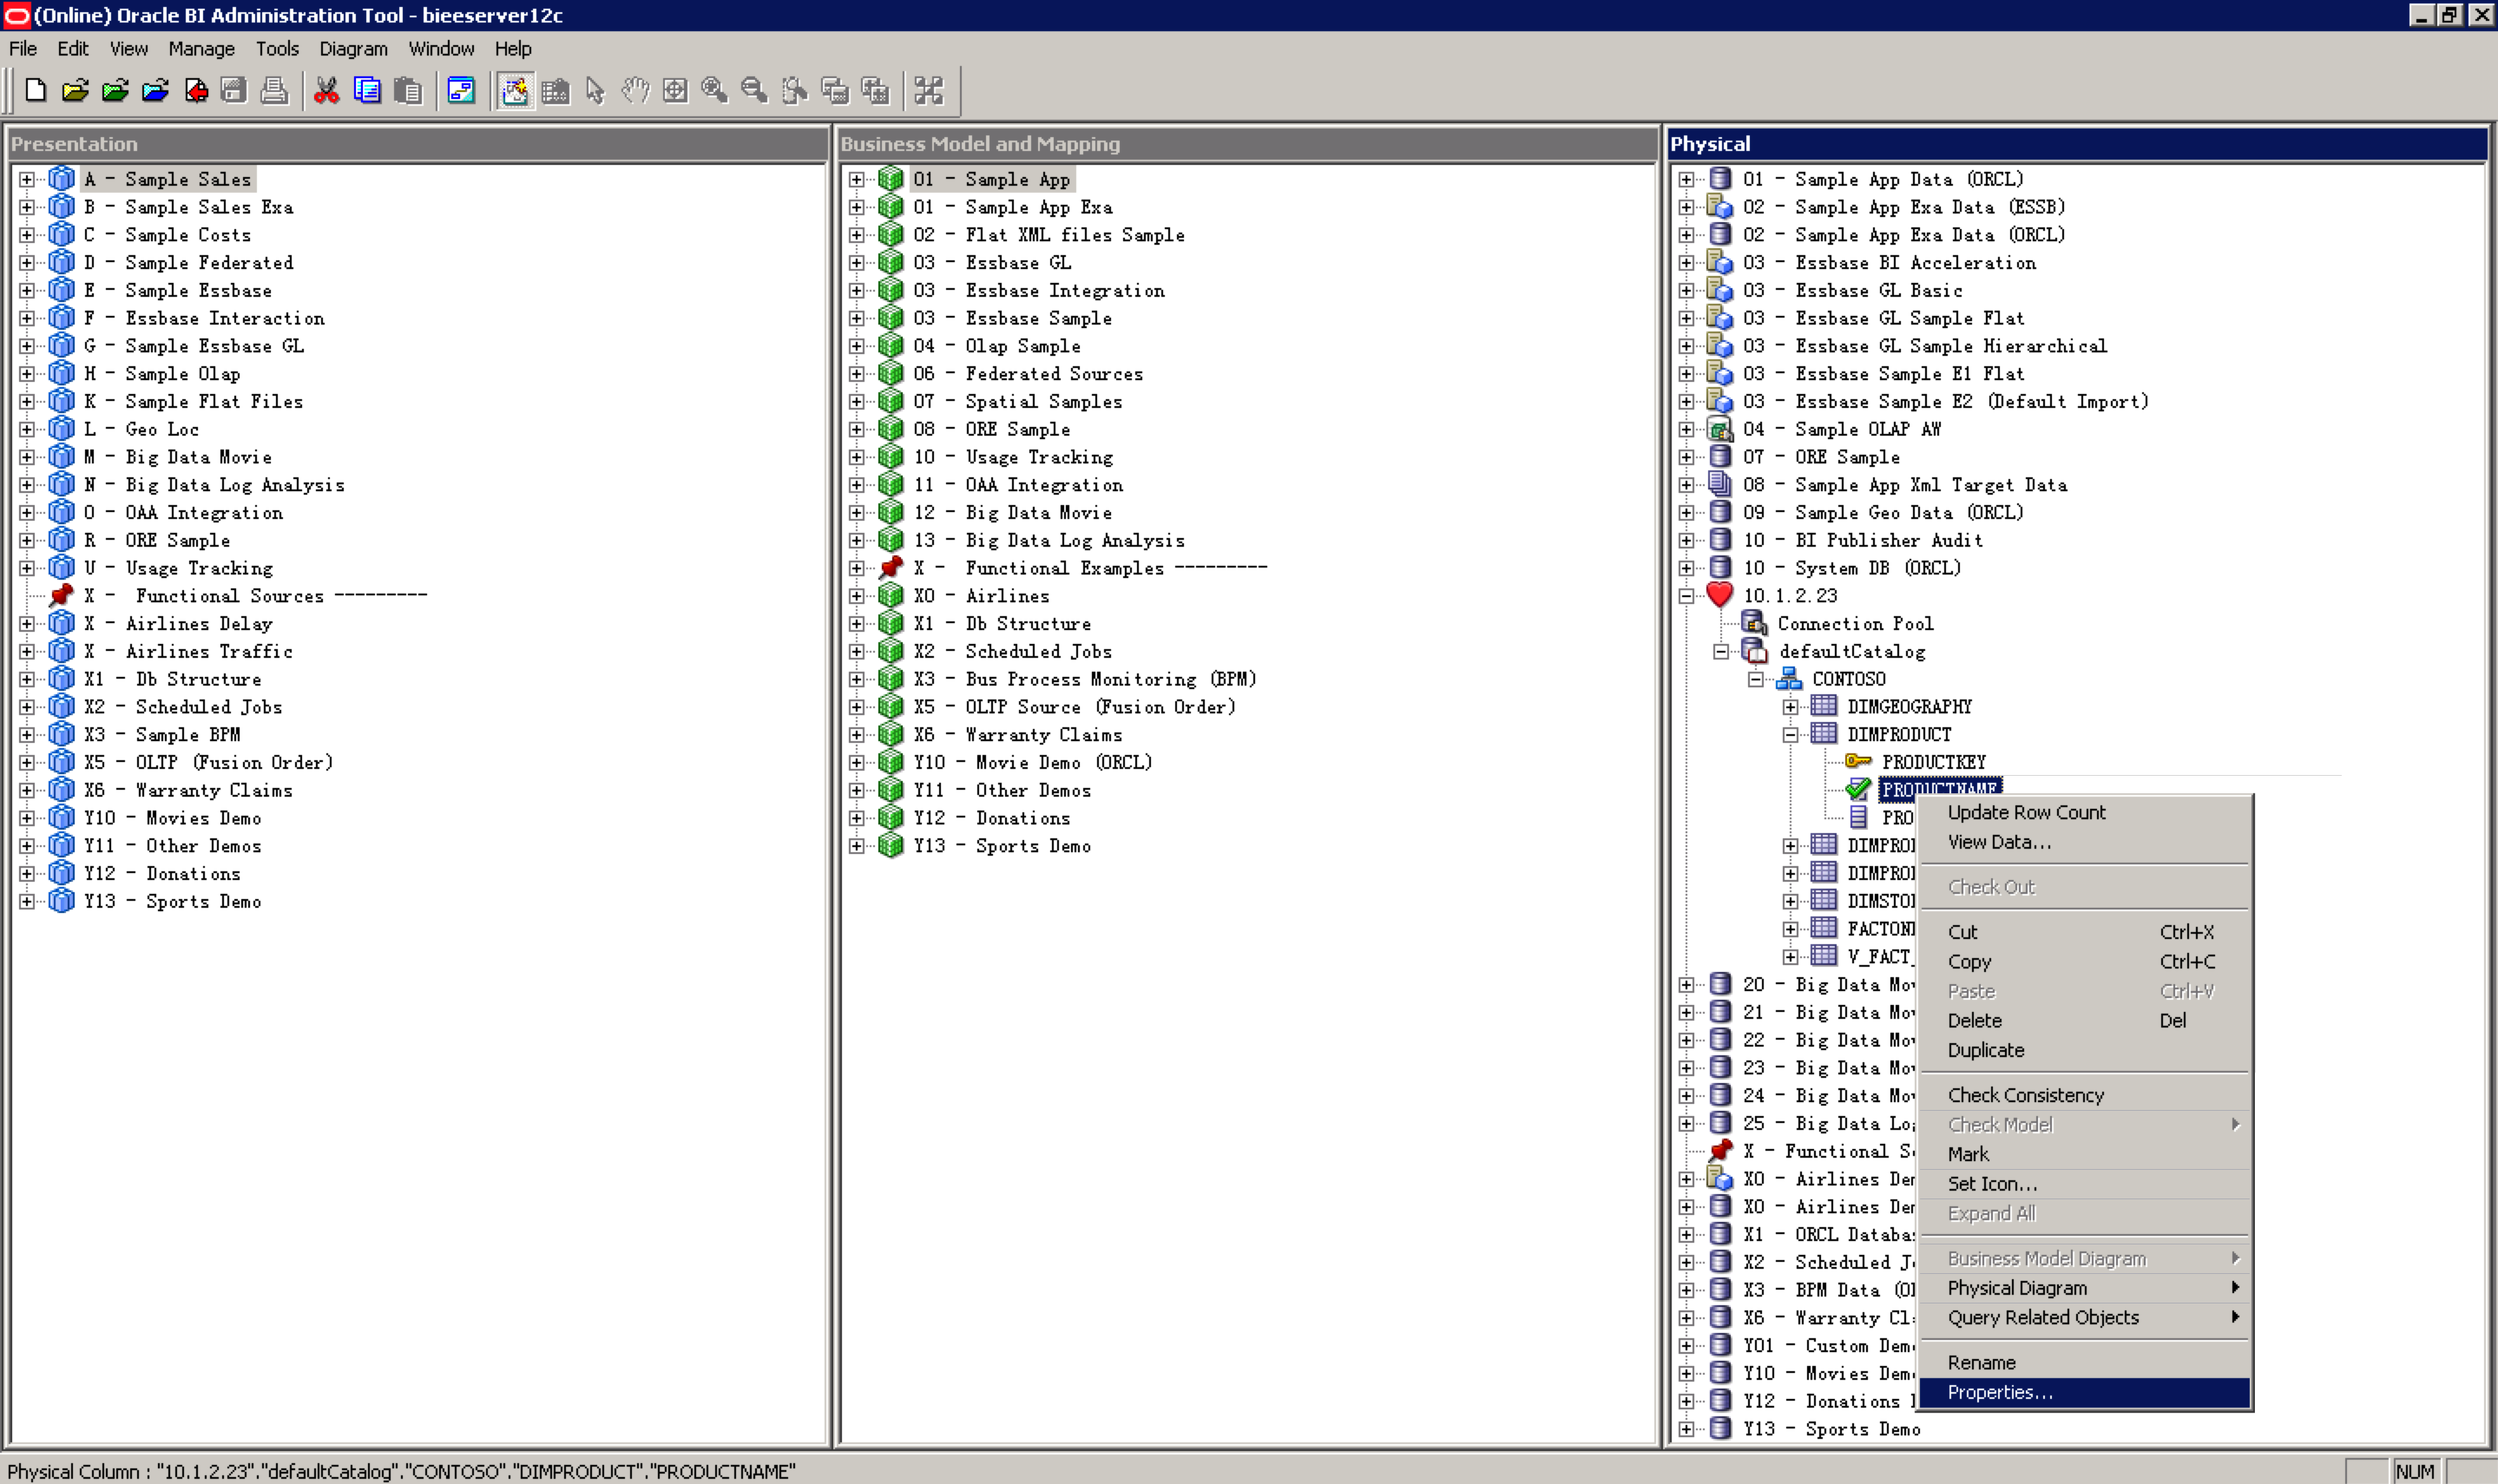 (Online) Oracle BI Administration Tool - bieeserver12c
File Edit View Manage Tools Diagram Window Help
Presentation
A - Sample Sales
B - Sample Sales Exa
C - Sample Costs
D - Sample Federated
E - Sample Essbase
F - Essbase Interaction
G - Sample Essbase GL
H - Sample Olap
K - Sample Flat Files
L - Geo Loc
M - Big Data Movie
N - Big Data Log Analysis
O - OAA Integration
R - ORE Sample
U - Usage Tracking
X - Functional Sources ---------
X - Airlines Delay
X - Airlines Traffic
X1 - Db Structure
X2 - Scheduled Jobs
X3 - Sample BPM
X5 - OLTP (Fusion Order)
X6 - Warranty Claims
Y10 - Movies Demo
Y11 - Other Demos
Y12 - Donations
Y13 - Sports Demo
Business Model and Mapping
01 - Sample App
01 - Sample App Exa
02 - Flat XML files Sample
03 - Essbase GL
03 - Essbase Integration
03 - Essbase Sample
04 - Olap Sample
06 - Federated Sources
07 - Spatial Samples
08 - ORE Sample
10 - Usage Tracking
11 - OAA Integration
12 - Big Data Movie
13 - Big Data Log Analysis
X - Functional Examples ---------
X0 - Airlines
X1 - Db Structure
X2 - Scheduled Jobs
X3 - Bus Process Monitoring (BPM)
X5 - OLTP Source (Fusion Order)
X6 - Warranty Claims
Y10 - Movie Demo (ORCL)
Y11 - Other Demos
Y12 - Donations
Y13 - Sports Demo
Physical
01 - Sample App Data (ORCL)
02 - Sample App Exa Data (ESSB)
02 - Sample App Exa Data (ORCL)
03 - Essbase BI Acceleration
03 - Essbase GL Basic
03 - Essbase GL Sample Flat
03 - Essbase GL Sample Hierarchical
03 - Essbase Sample E1 Flat
03 - Essbase Sample E2 (Default Import)
04 - Sample OLAP AW
07 - ORE Sample
08 - Sample App Xml Target Data
09 - Sample Geo Data (ORCL)
10 - BI Publisher Audit
10 - System DB (ORCL)
10.1.2.23
Connection Pool
defaultCatalog
CONTOSO
DIMGEOGRAPHY
DIMPRODUCT
PRODUCTKEY
PRODUCTNAME
PRO
DIMPRO
DIMPRO
DIMSTO
FACTON
V_FACT_
20 - Big Data Mo
21 - Big Data Mo
22 - Big Data Mo
23 - Big Data Mo
24 - Big Data Mo
25 - Big Data Lo
X - Functional S
X0 - Airlines De
X0 - Airlines De
X1 - ORCL Databa
X2 - Scheduled J
X3 - BPM Data (O
X6 - Warranty Cl
Y01 - Custom Dem
Y10 - Movies Dem
Y12 - Donations
Y13 - Sports Demo
Update Row Count
View Data...
Check Out
Cut Ctrl+X
Copy Ctrl+C
Paste Ctrl+V
Delete Del
Duplicate
Check Consistency
Check Model
Mark
Set Icon...
Expand All
Business Model Diagram
Physical Diagram
Query Related Objects
Rename
Properties...
Physical Column : "10.1.2.23"."defaultCatalog"."CONTOSO"."DIMPRODUCT"."PRODUCTNAME"
NUM